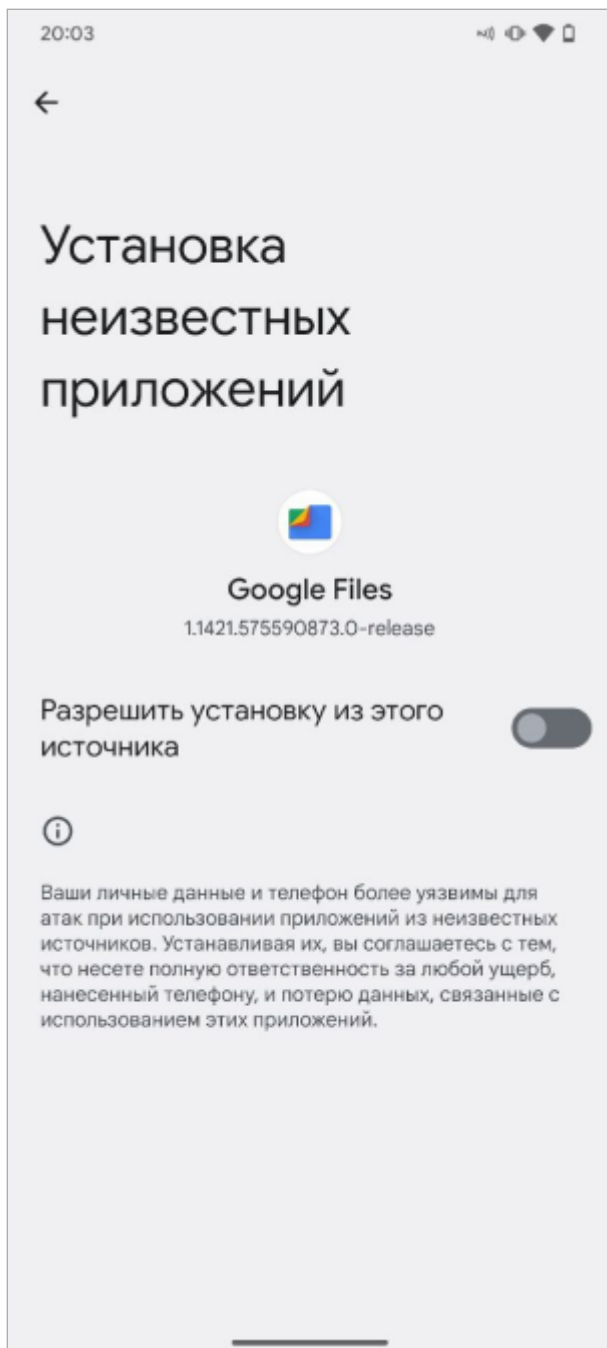 20:03
Установка
неизвестных
приложений
Google Files
1.1421.575590873.0-release
Разрешить установку из этого
источника
Ваши личные данные и телефон более уязвимы для
атак при использовании приложений из неизвестных
источников. Устанавливая их, вы соглашаетесь с тем,
что несете полную ответственность за любой ущерб,
нанесенный телефону, и потерю данных, связанные с
использованием этих приложений.